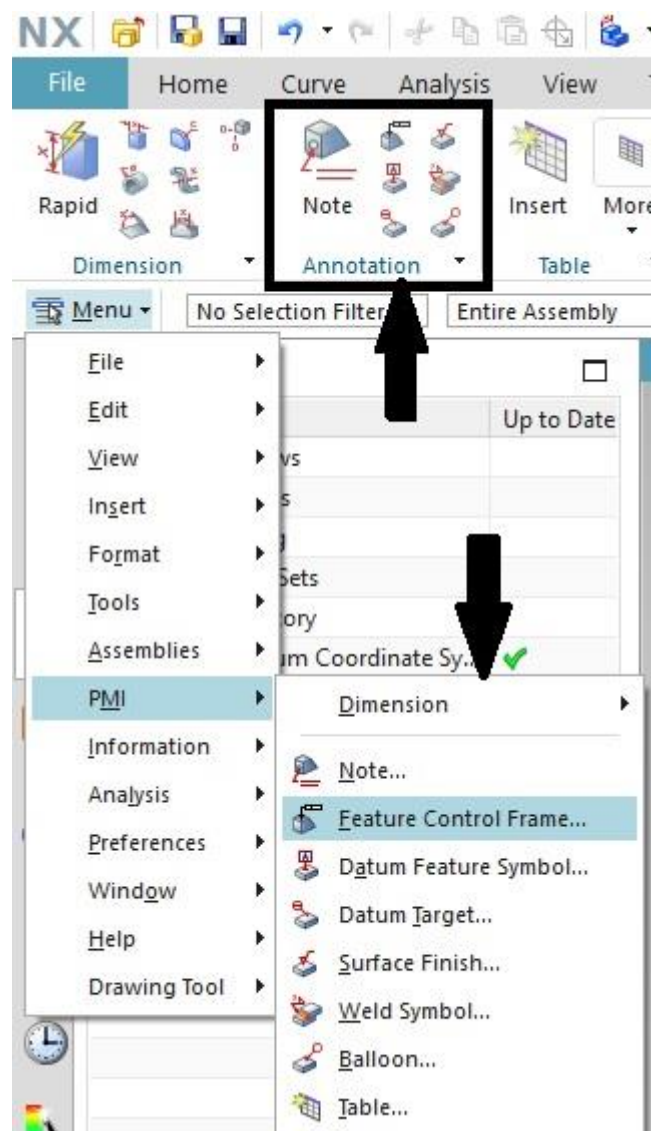 NX
File Home Curve Analysis View
Rapid Note Insert More
Dimension Annotation Table
Menu No Selection Filter Entire Assembly
File
Edit Up to Date
View
Insert
Format
Tools Sets
Assemblies Coordinate Sy...
PMI Dimension
Information Note...
Analysis Feature Control Frame...
Preferences Datum Feature Symbol...
Window Datum Target...
Help Surface Finish...
Drawing Tool Weld Symbol...
Balloon...
Table...